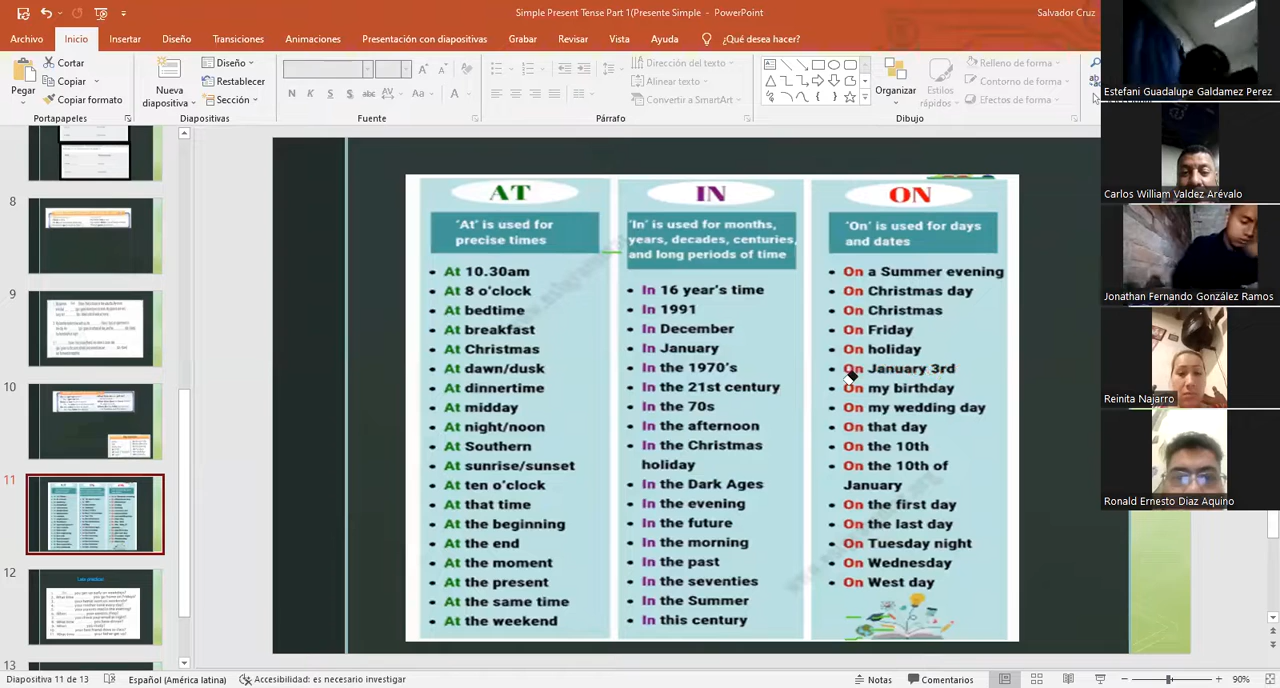 Simple Present Tense Part 1(Presente Simple - PowerPoint
Salvador Cruz
Archivo Inicio Insertar Diseño Transiciones Animaciones Presentación con diapositivas Grabar Revisar Vista Ayuda ¿Qué desea hacer?
Pegar
Cortar
Copiar
Copiar formato
Portapapeles
Nueva
diapositiva
Diseño
Restablecer
Sección
Diapositivas
N K S S abc AV Aa A
Fuente
Dirección del texto
Alinear texto
Convertir a SmartArt
Párrafo
Organizar
Estilos
rápidos
Relleno de forma
Contorno de forma
Efectos de forma
Dibujo
Estefani Guadalupe Galdamez Perez
Carlos William Valdez Arévalo
Jonathan Fernando González Ramos
Reinita Najarro
Ronald Ernesto Diaz Aquino
8
9
10
11
12
13
AT
'At' is used for
precise times
• At 10.30am
• At 8 o'clock
• At bedtime
• At breakfast
• At Christmas
• At dawn/dusk
• At dinnertime
• At midday
• At night/noon
• At Southern
• At sunrise/sunset
• At ten o'clock
• At that time
• At the beginning
• At the end
• At the moment
• At the present
• At the same time
• At the weekend
IN
'In' is used for months,
years, decades, centuries,
and long periods of time
• In 16 year's time
• In 1991
• In December
• In January
• In the 1970's
• In the 21st century
• In the 70s
• In the afternoon
• In the Christmas
holiday
• In the Dark Ages
• In the evening
• In the future
• In the morning
• In the past
• In the seventies
• In the Summer
• In this century
ON
'On' is used for days
and dates
• On a Summer evening
• On Christmas day
• On Christmas
• On Friday
• On holiday
• On January 3rd
• On my birthday
• On my wedding day
• On that day
• On the 10th
• On the 10th of
January
• On the first day
• On the last day
• On Tuesday night
• On Wednesday
• On West day
Diapositiva 11 de 13 Español (América latina) Accesibilidad: es necesario investigar
Notas Comentarios 90%